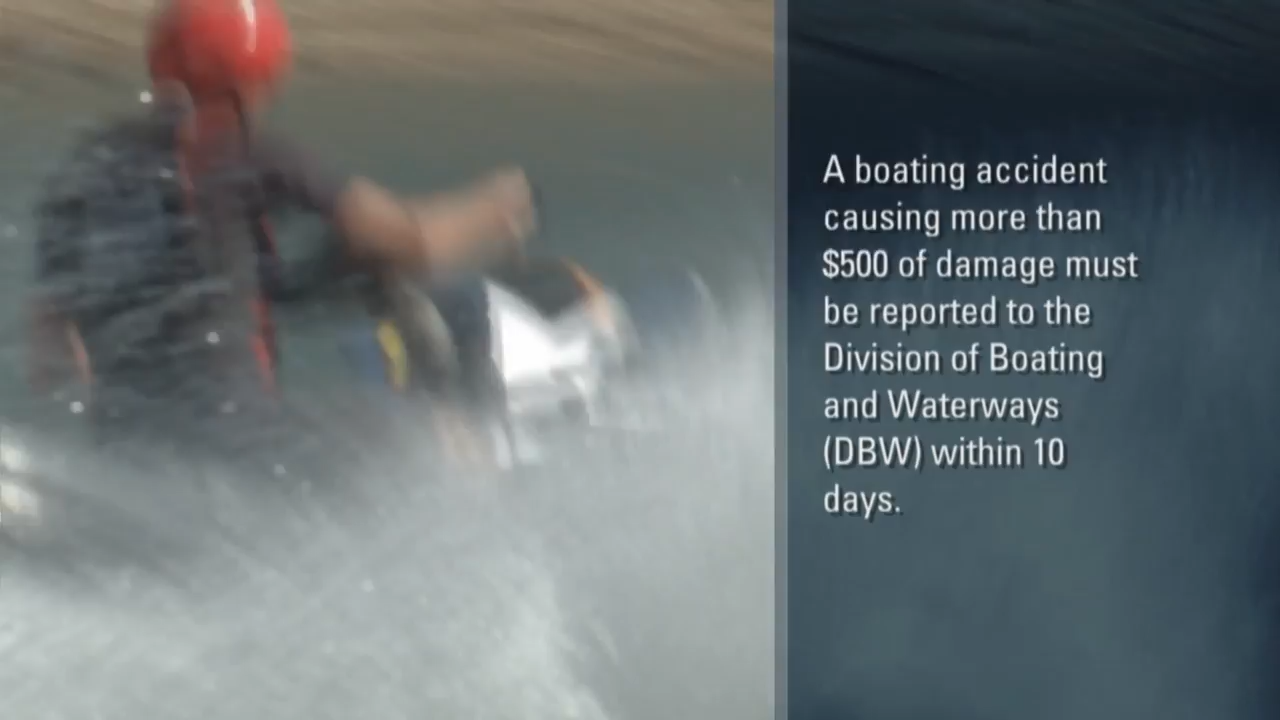 A boating accident
causing more than
$500 of damage must
be reported to the
Division of Boating
and Waterways
(DBW) within 10
days.